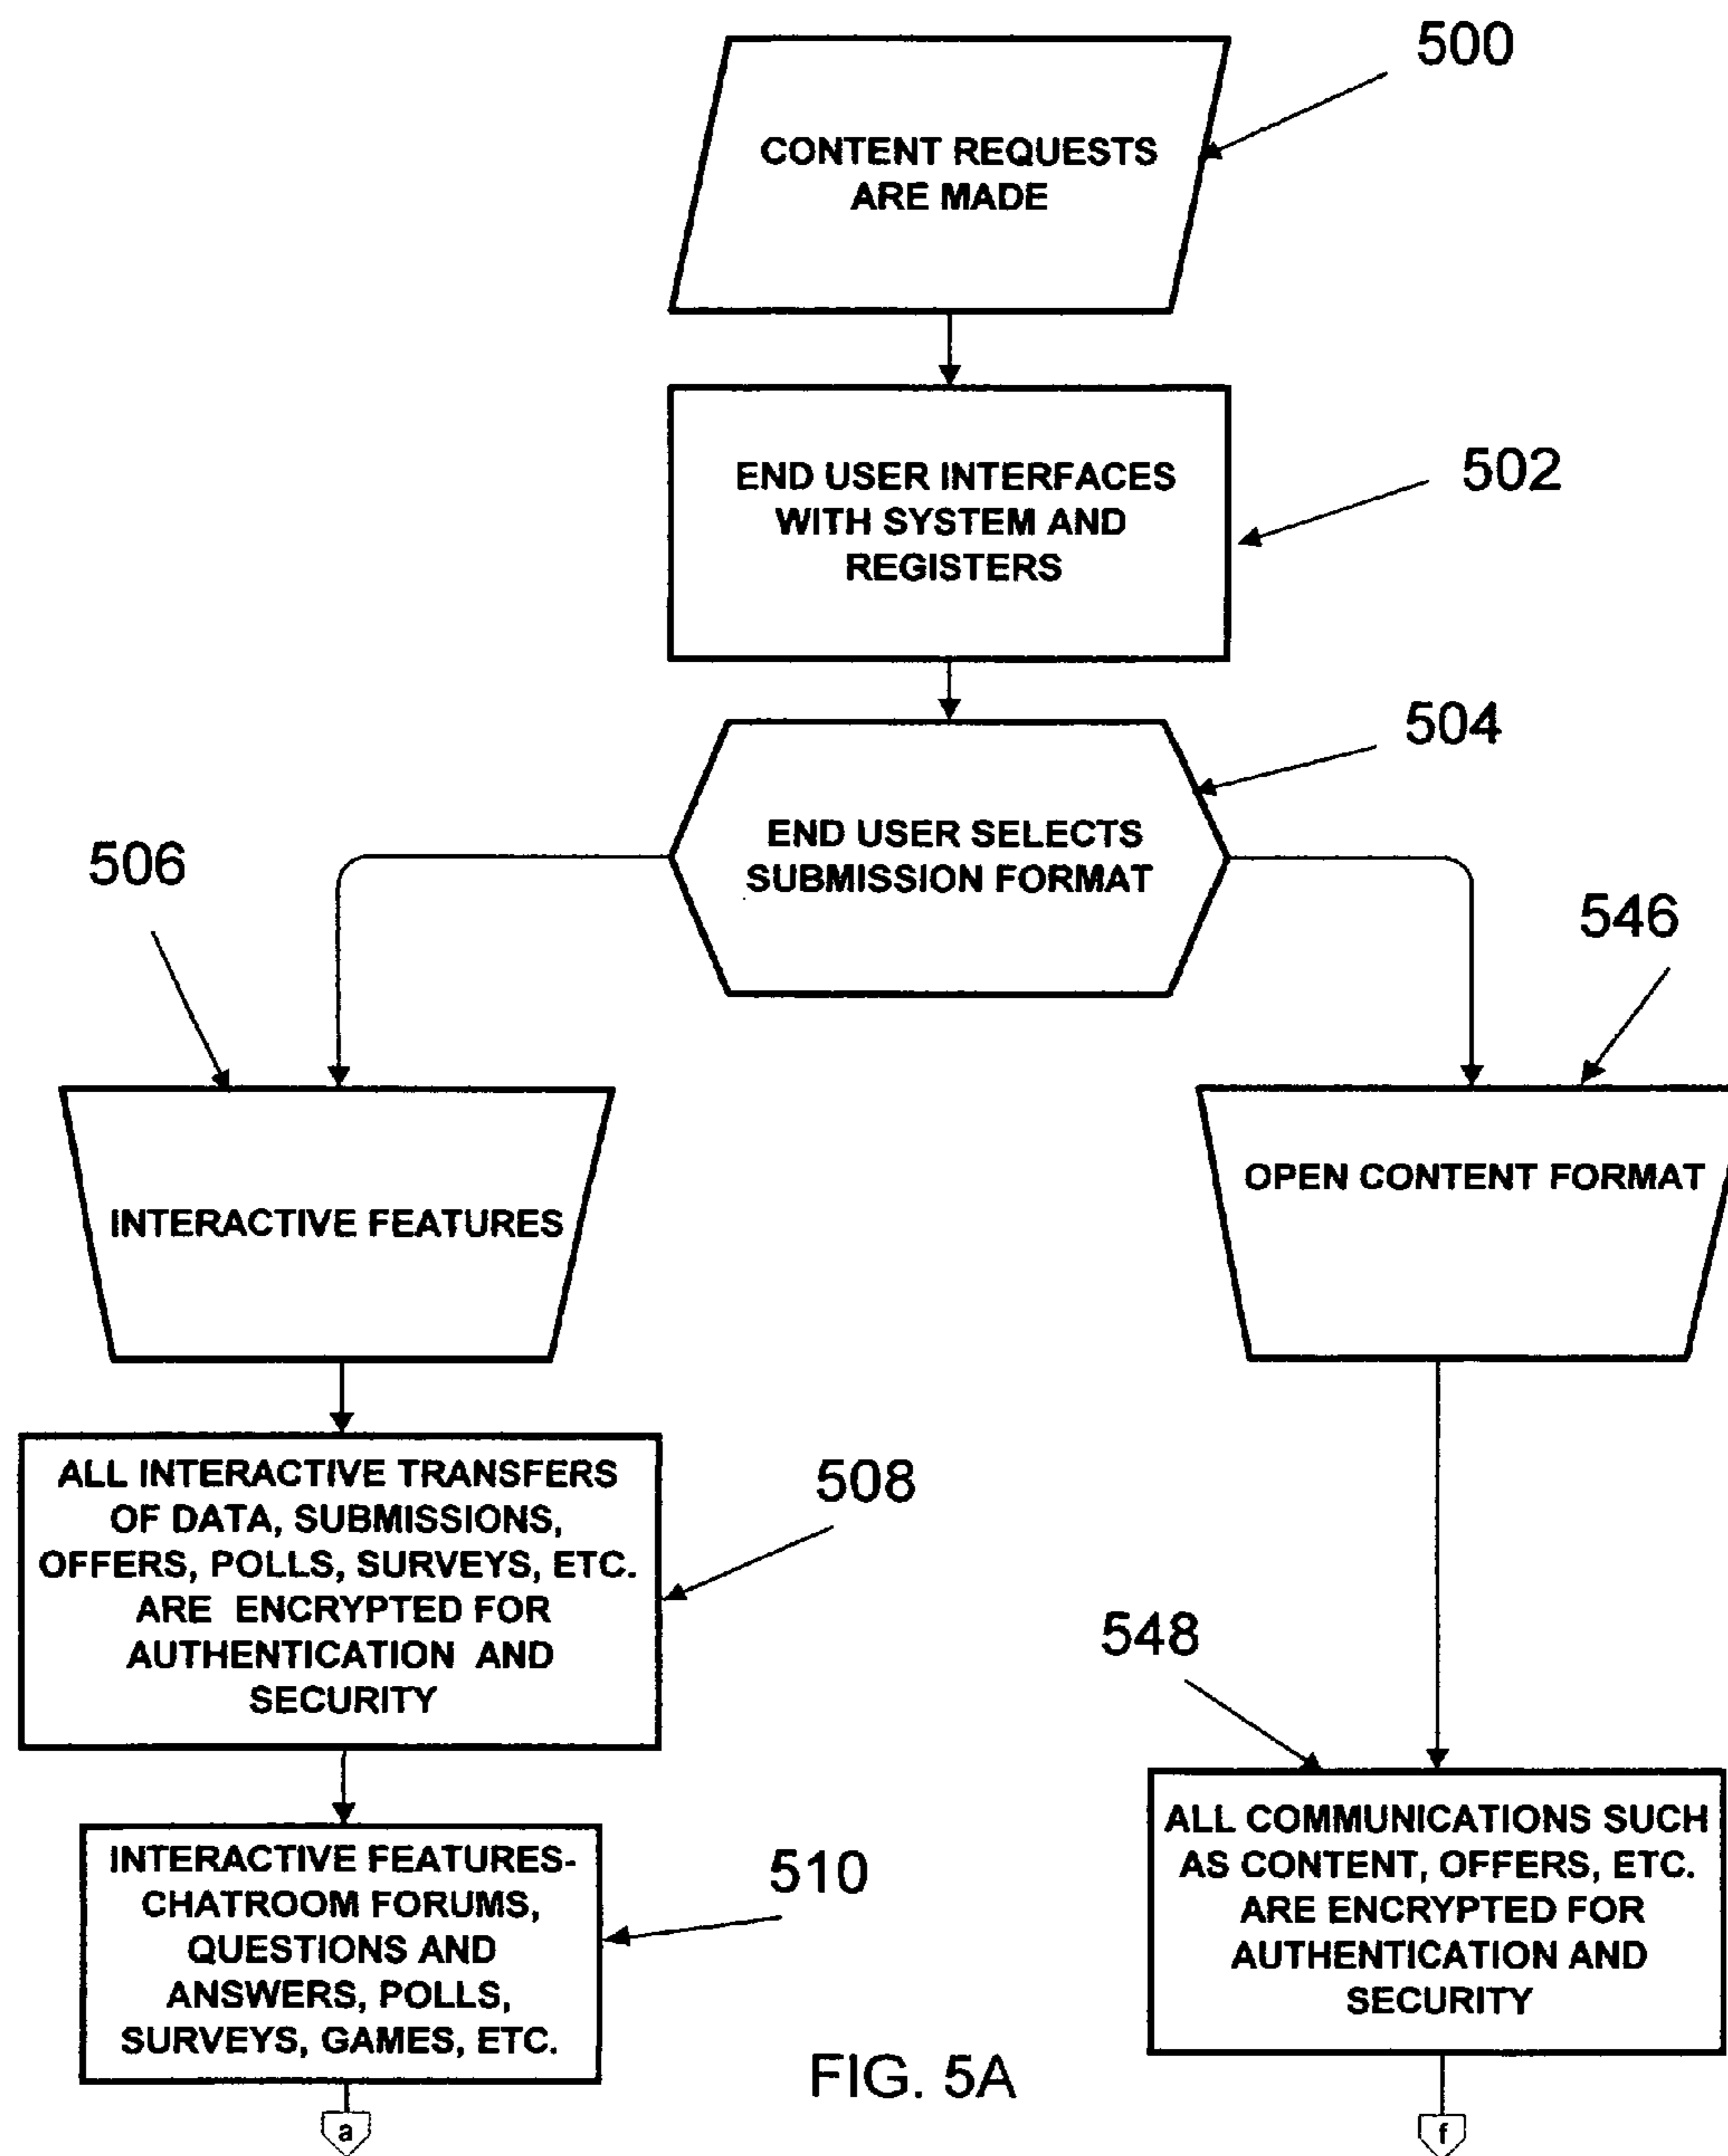 500
CONTENT REQUESTS
ARE MADE
502
END USER INTERFACES
WITH SYSTEM AND
REGISTERS
504
END USER SELECTS
SUBMISSION FORMAT
506
546
INTERACTIVE FEATURES
OPEN CONTENT FORMAT
ALL INTERACTIVE TRANSFERS
OF DATA, SUBMISSIONS,
OFFERS, POLLS, SURVEYS, ETC.
ARE ENCRYPTED FOR
AUTHENTICATION AND
SECURITY
508
548
INTERACTIVE FEATURES-
CHATROOM FORUMS,
QUESTIONS AND
ANSWERS, POLLS,
SURVEYS, GAMES, ETC.
510
ALL COMMUNICATIONS SUCH
AS CONTENT, OFFERS, ETC.
ARE ENCRYPTED FOR
AUTHENTICATION AND
SECURITY
FIG. 5A
a
f